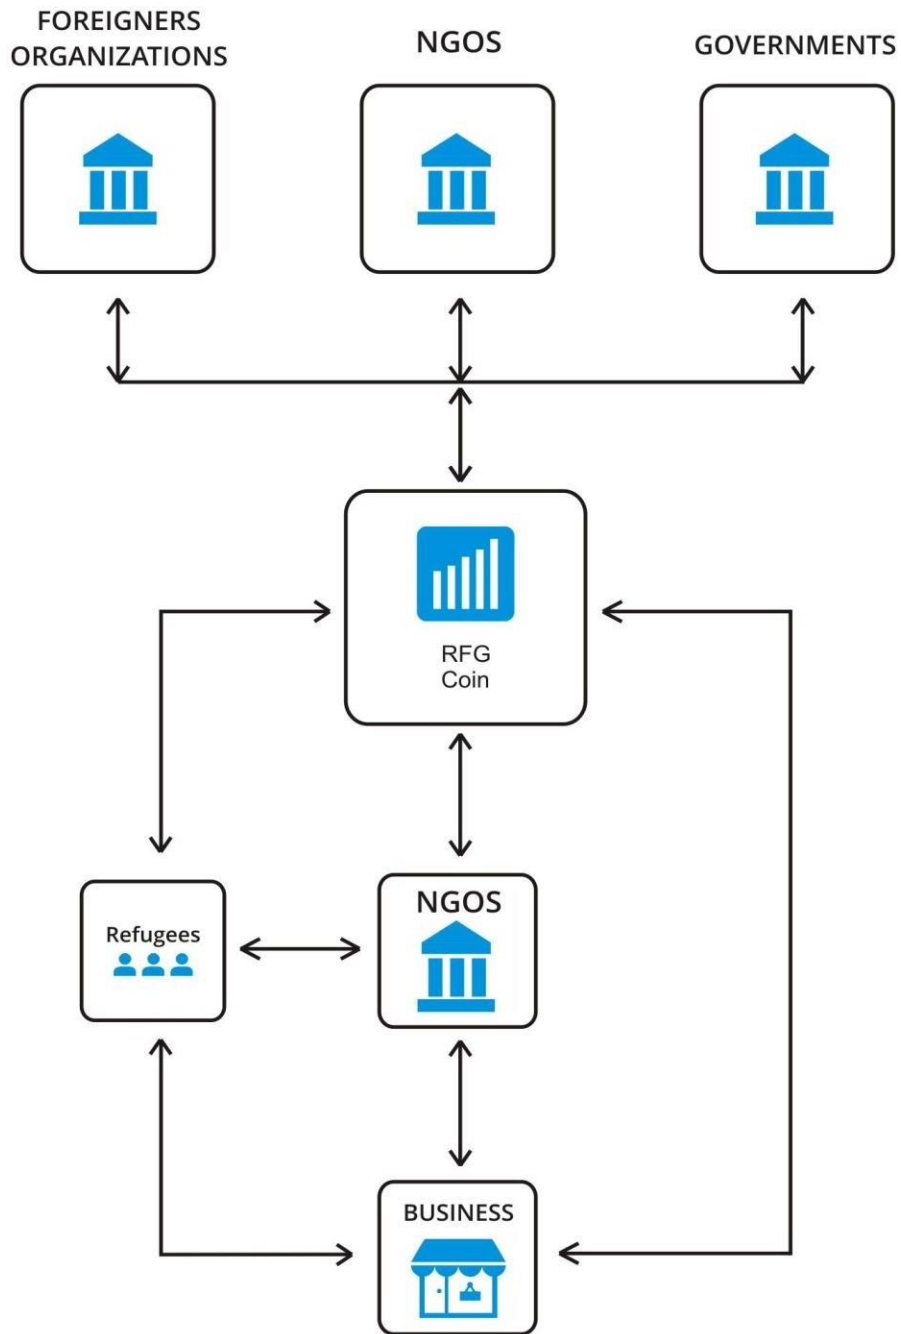 FOREIGNERS
ORGANIZATIONS
NGOS
GOVERNMENTS
RFG
Coin
Refugees
NGOS
BUSINESS